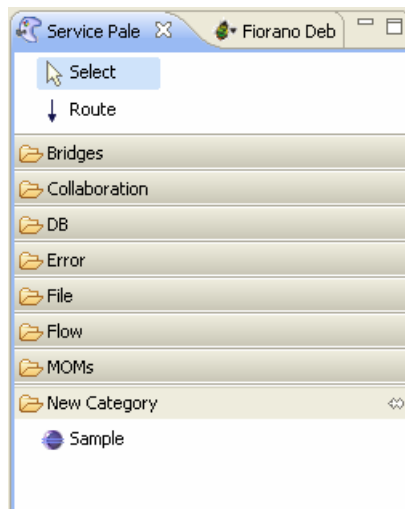 Service Pale Fiorano Deb
Select
Route
Bridges
Collaboration
DB
Error
File
Flow
MOMs
New Category
Sample